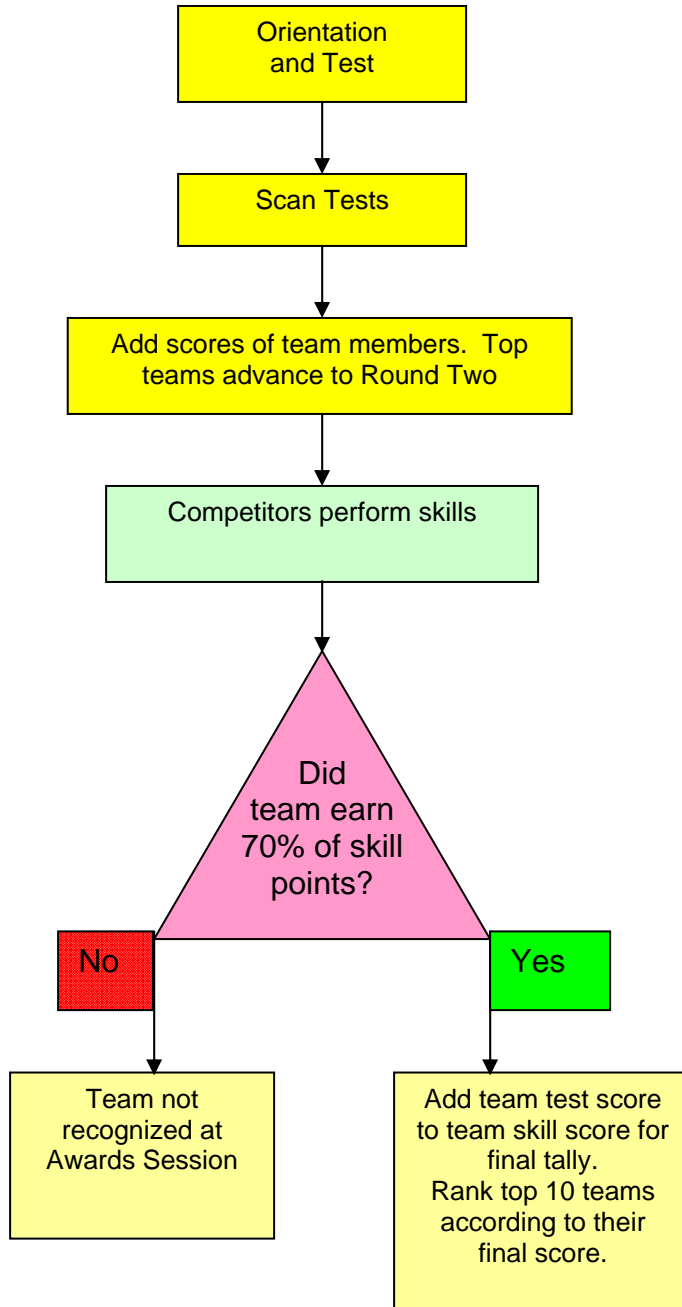 Orientation
and Test
Scan Tests
Add scores of team members.  Top
teams advance to Round Two
Competitors perform skills
Did
team earn
70% of skill
points?
No
Yes
Team not
recognized at
Awards Session
Add team test score
to team skill score for
final tally.
Rank top 10 teams
according to their
final score.